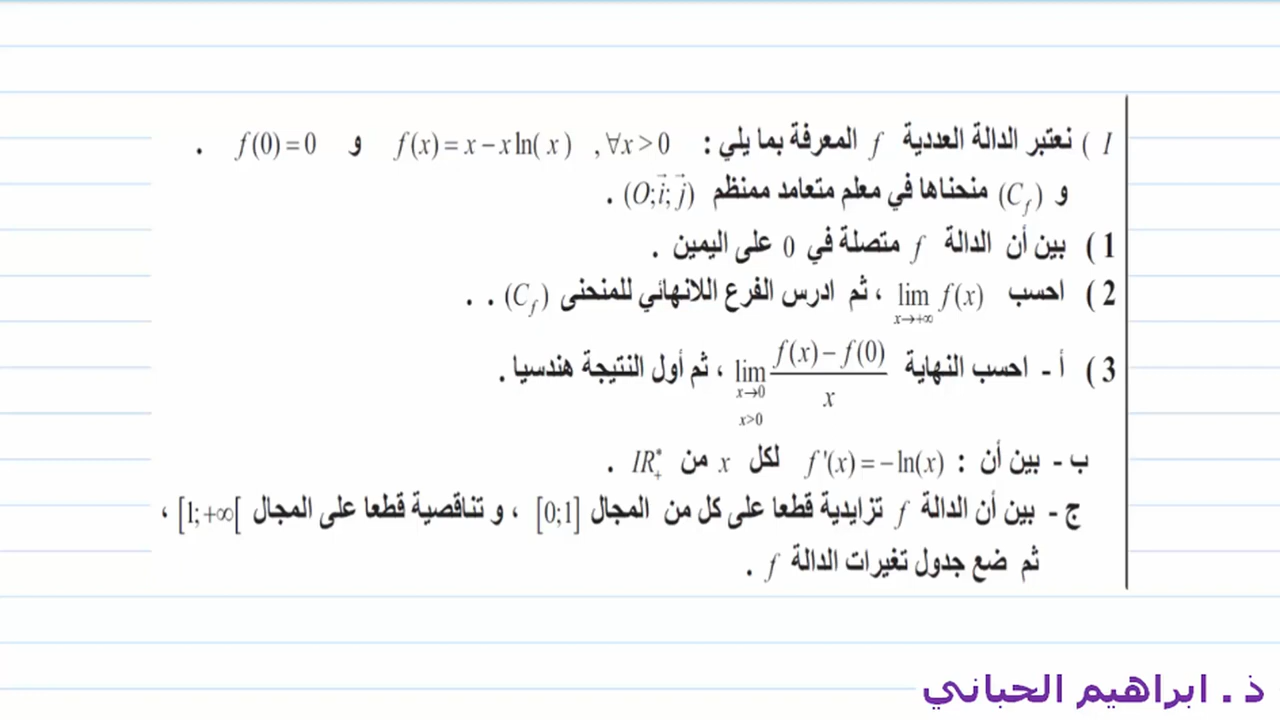 I ) نعتبر الدالة العددية f المعرفة بما يلي : f(x) = x − x ln( x ) , ∀x > 0 و f(0) = 0 .
و (C_f) منحناها في معلم متعامد ممنظم (O; i⃗; j⃗) .
1 ) بين أن الدالة f متصلة في 0 على اليمين .
2 ) احسب lim_{x→+∞} f(x) ، ثم ادرس الفرع اللانهائي للمنحنى (C_f) . .
3 ) أ - احسب النهاية lim_{x→0, x>0} (f(x) − f(0))/x ، ثم أول النتيجة هندسيا .
ب - بين أن : f '(x) = − ln(x) لكل x من IR₊* .
ج - بين أن الدالة f تزايدية قطعا على كل من المجال [0;1] ، و تناقصية قطعا على المجال [1; +∞[ ،
ثم ضع جدول تغيرات الدالة f .
ذ . ابراهيم الحباني